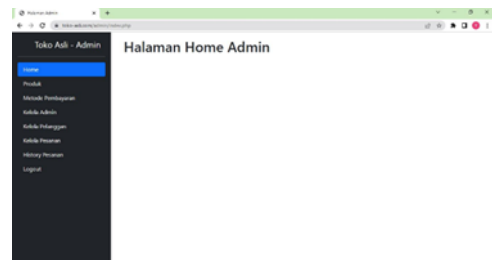 Halaman Admin
Toko Asli - Admin
Halaman Home Admin
Home
Produk
Metode Pembayaran
Kelola Admin
Kelola Pelanggan
Kelola Pesanan
History Pesanan
Logout